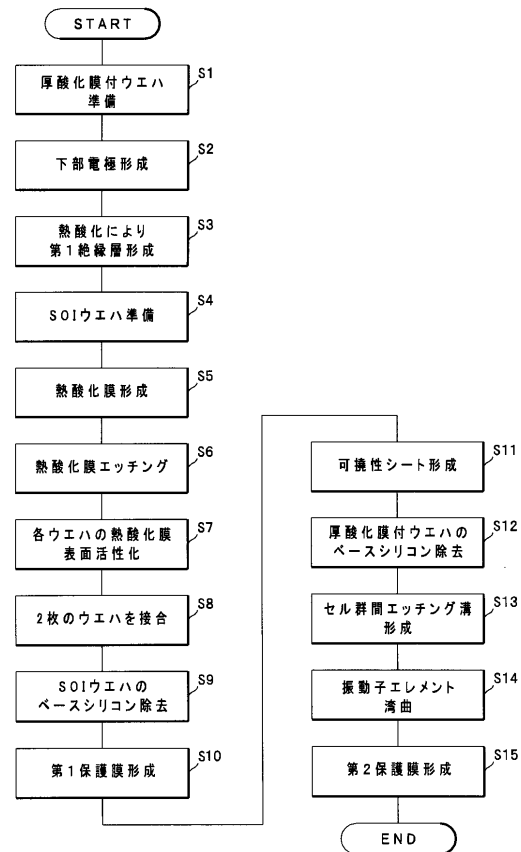 START
S1
厚酸化膜付ウエハ
準備
S2
下部電極形成
S3
熱酸化により
第1絶縁層形成
S4
SOIウエハ準備
S5
熱酸化膜形成
S6
熱酸化膜エッチング
S7
各ウエハの熱酸化膜
表面活性化
S8
2枚のウエハを接合
S9
SOIウエハの
ベースシリコン除去
S10
第1保護膜形成
S11
可撓性シート形成
S12
厚酸化膜付ウエハの
ベースシリコン除去
S13
セル群間エッチング溝
形成
S14
振動子エレメント
湾曲
S15
第2保護膜形成
END